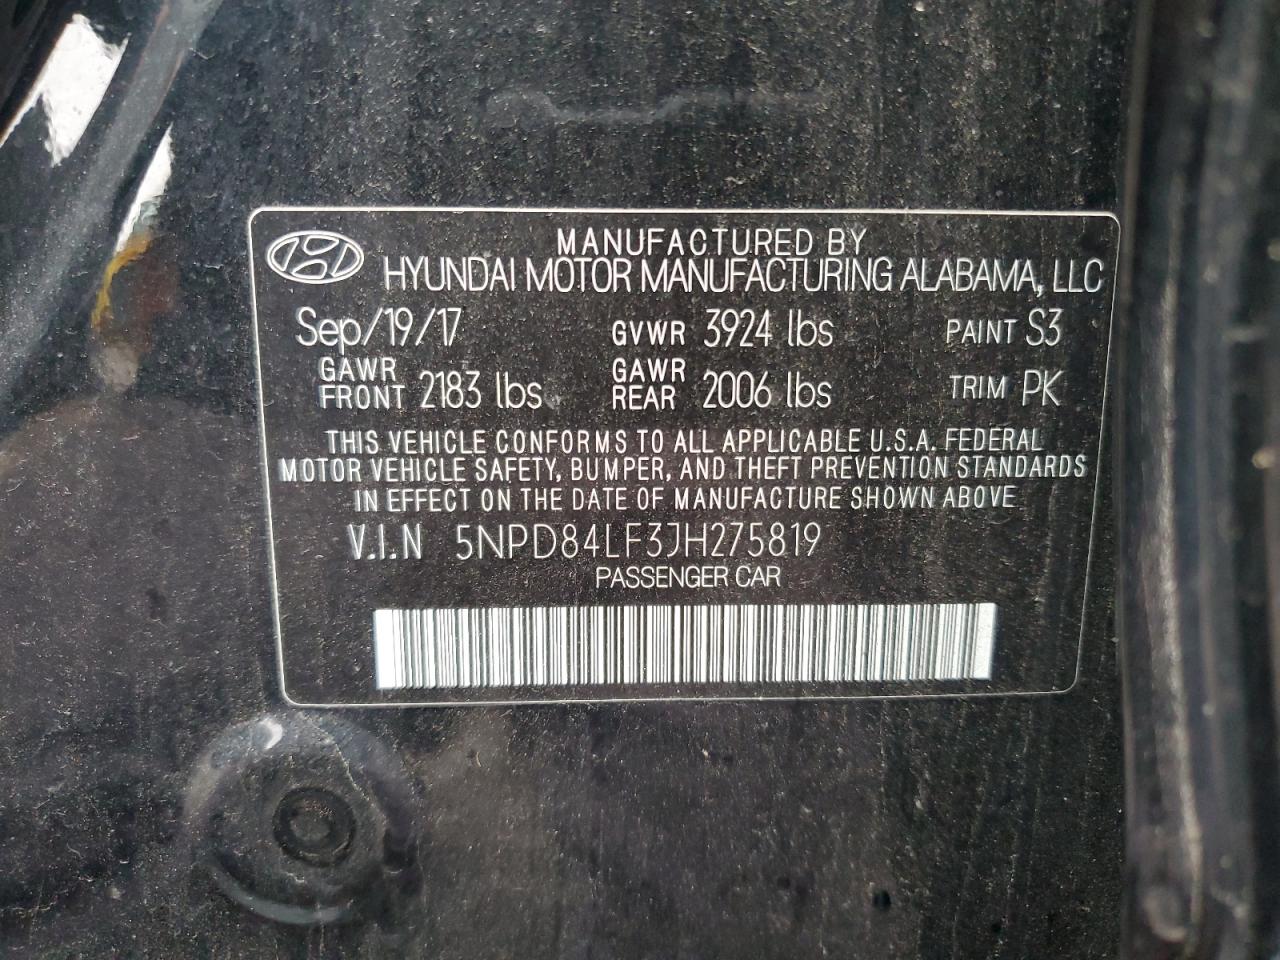 MANUFACTURED BY
HYUNDAI MOTOR MANUFACTURING ALABAMA, LLC
Sep/19/17 GVWR 3924 lbs PAINT S3
GAWR FRONT 2183 lbs GAWR REAR 2006 lbs TRIM PK
THIS VEHICLE CONFORMS TO ALL APPLICABLE U.S.A. FEDERAL
MOTOR VEHICLE SAFETY, BUMPER, AND THEFT PREVENTION STANDARDS
IN EFFECT ON THE DATE OF MANUFACTURE SHOWN ABOVE
V.I.N 5NPD84LF3JH275819
PASSENGER CAR